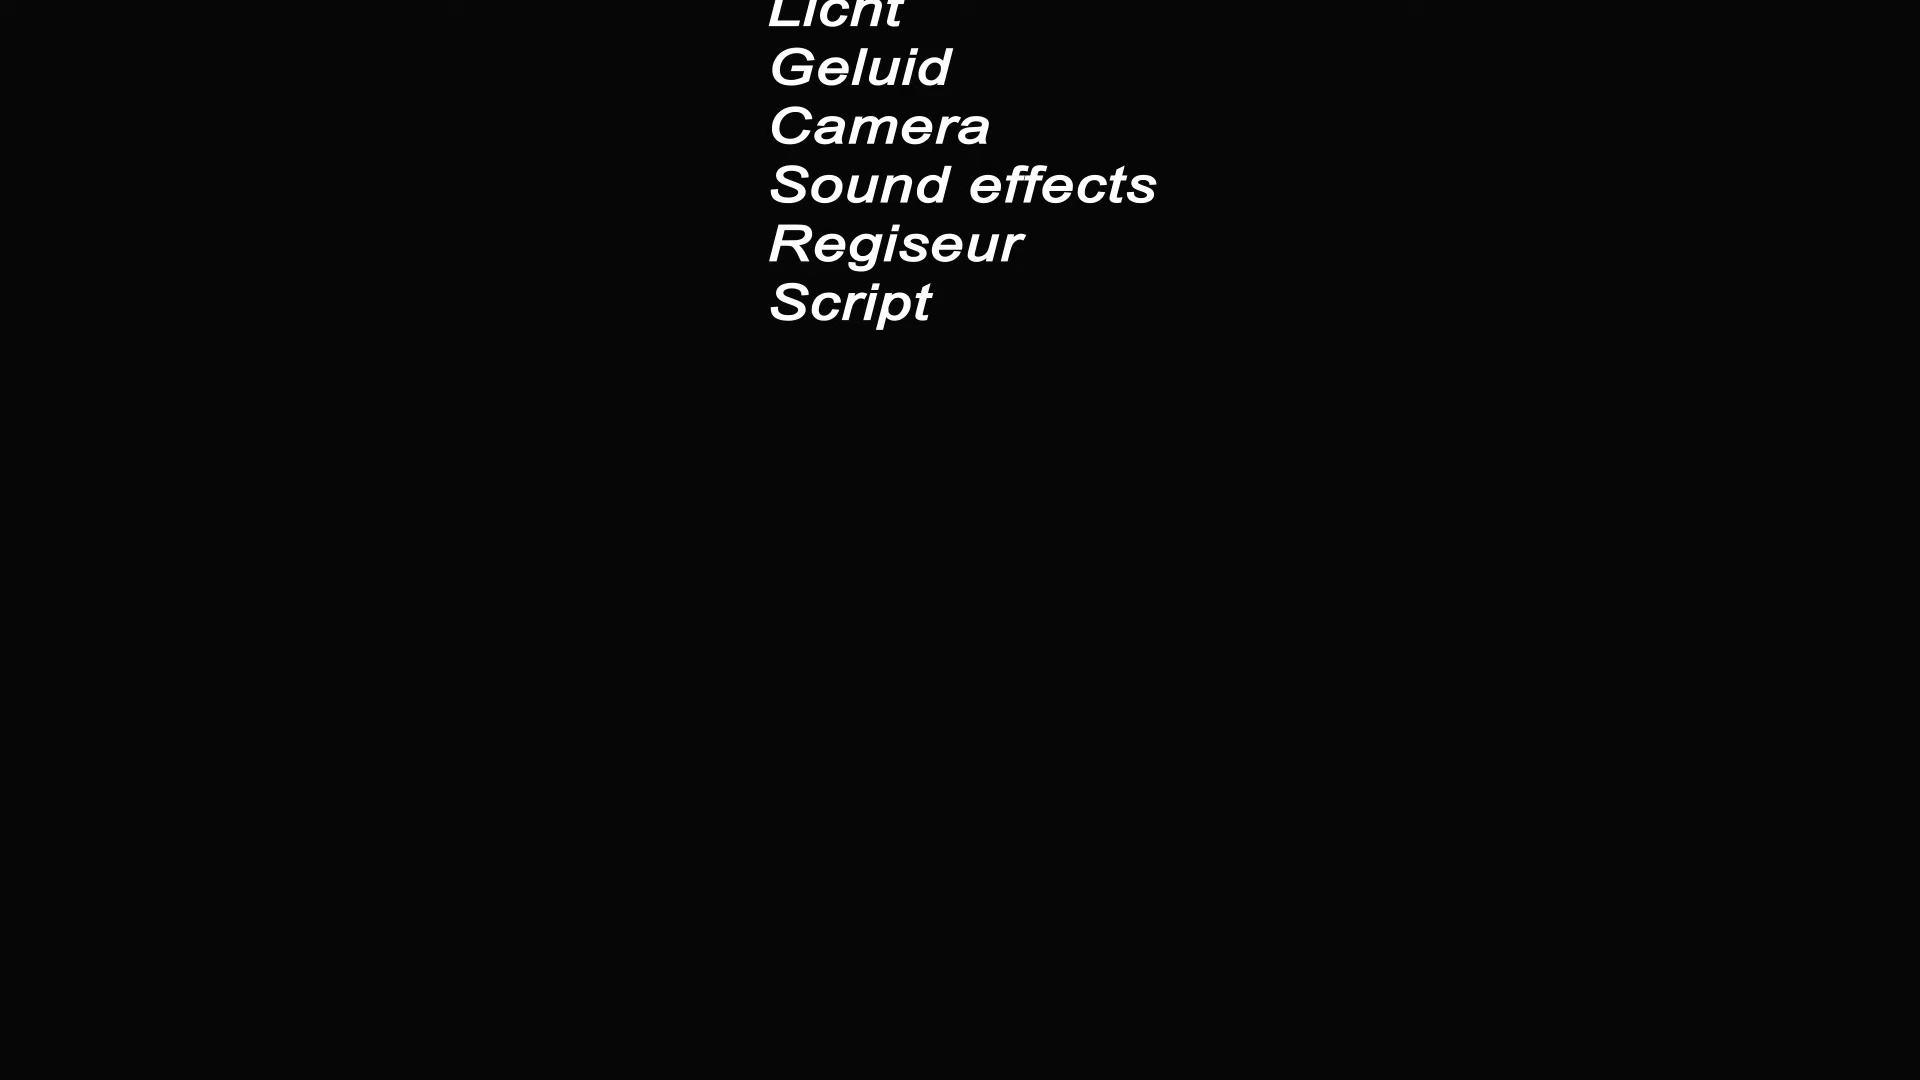 Licht
Geluid
Camera
Sound effects
Regiseur
Script